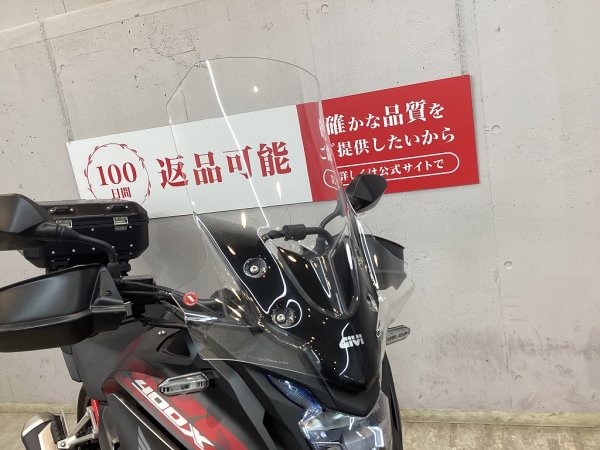 100
日間
返品可能
確かな品質を
ご提供したいから
詳しくは公式サイトで
GIVI
400X